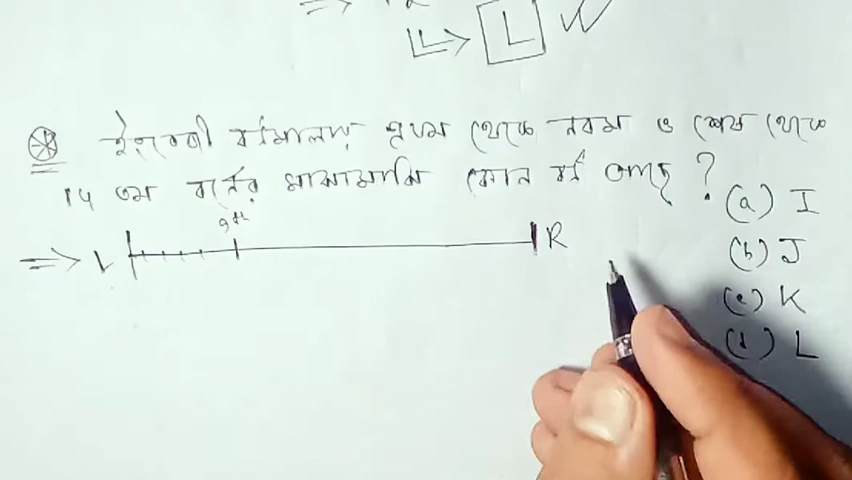 L
ইংরেজী বর্ণমালায় প্রথম থেকে নবম ও শেষ থেকে
14 তম বর্ণের মাঝামাঝি কোন বর্ণ আছে ?
(a) I
(b) J
(c) K
(d) L
9th
L R